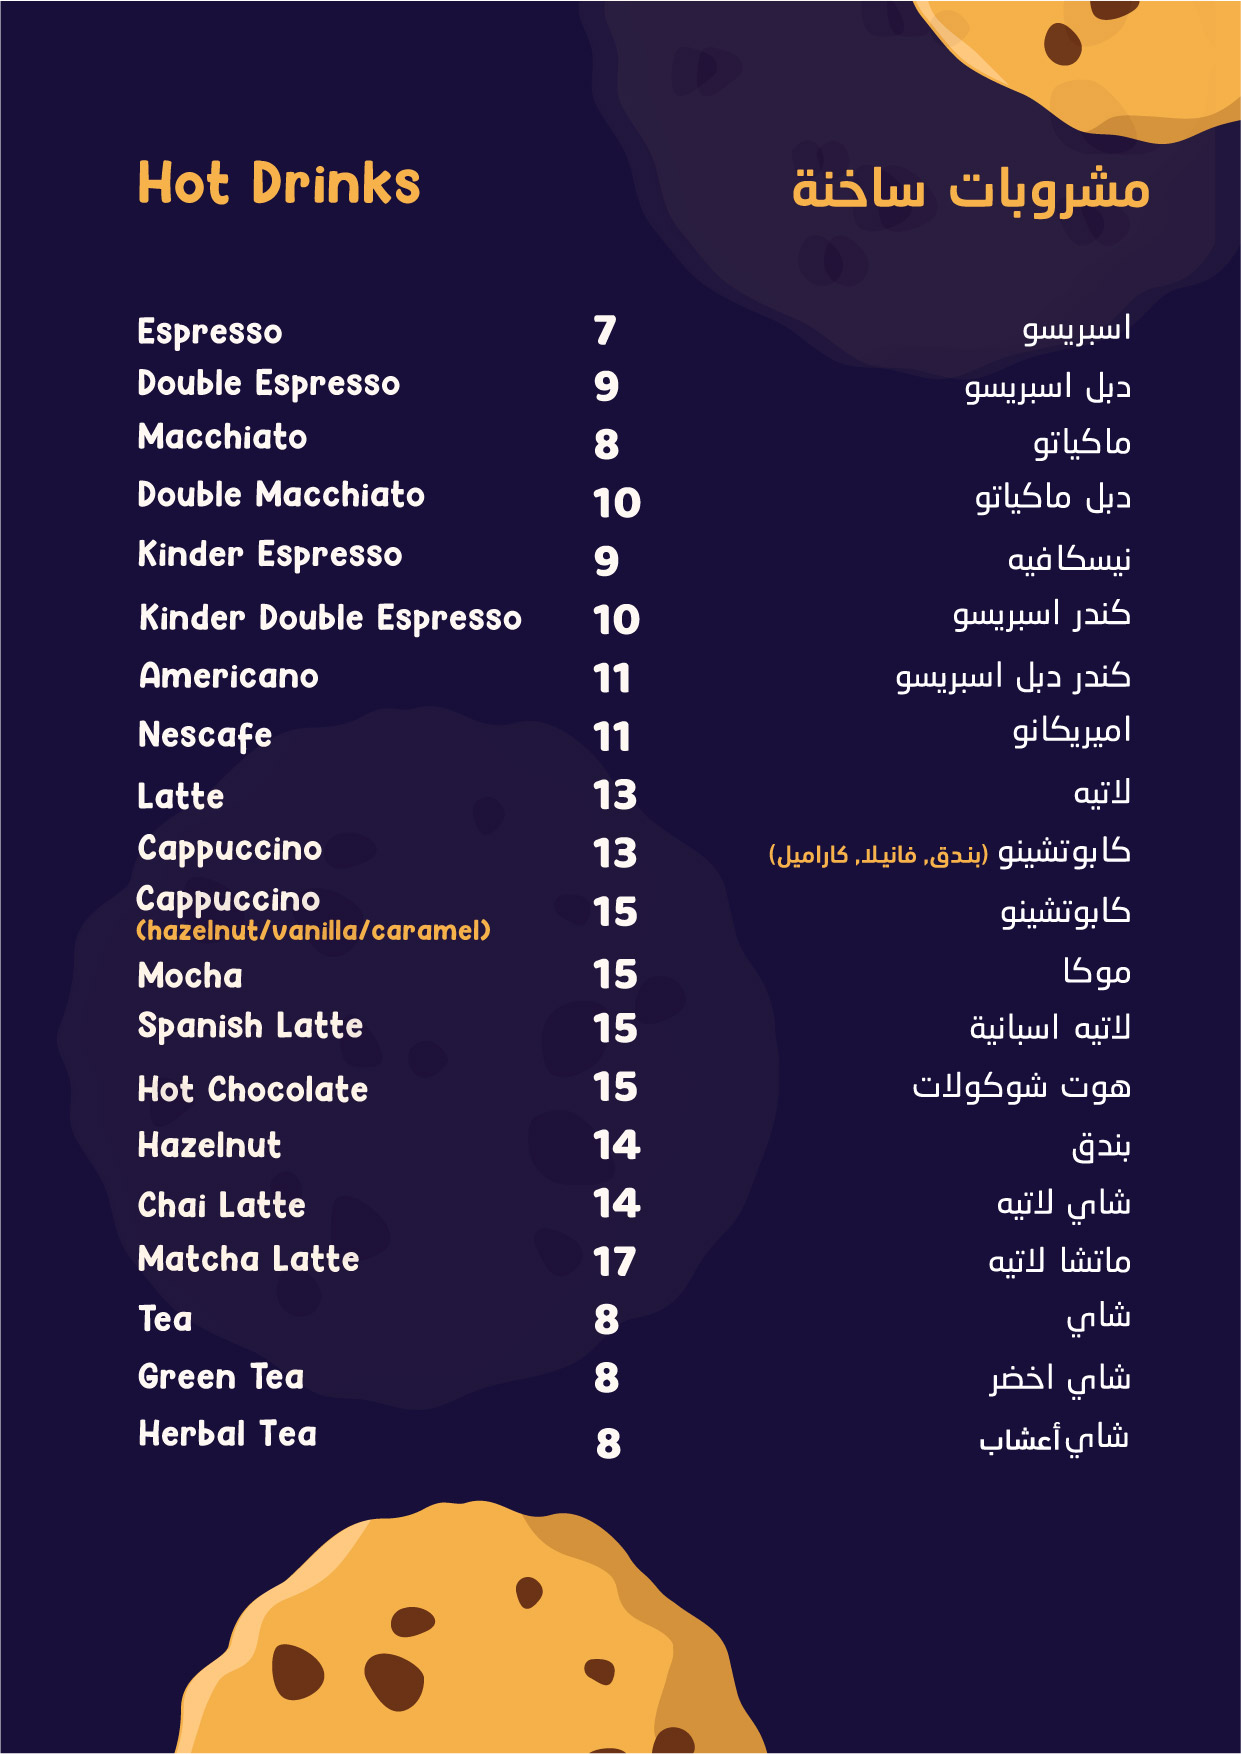 Hot Drinks مشروبات ساخنة
Espresso 7 اسبريسو
Double Espresso 9 دبل اسبريسو
Macchiato 8 ماكياتو
Double Macchiato 10 دبل ماكياتو
Kinder Espresso 9 نيسكافيه
Kinder Double Espresso 10 كندر اسبريسو
Americano 11 كندر دبل اسبريسو
Nescafe 11 اميريكانو
Latte 13 لاتيه
Cappuccino 13 كابوتشينو (بندق, فانيلا, كاراميل)
Cappuccino 15 كابوتشينو
(hazelnut/vanilla/caramel)
Mocha 15 موكا
Spanish Latte 15 لاتيه اسبانية
Hot Chocolate 15 هوت شوكولات
Hazelnut 14 بندق
Chai Latte 14 شاي لاتيه
Matcha Latte 17 ماتشا لاتيه
Tea 8 شاي
Green Tea 8 شاي اخضر
Herbal Tea 8 شاي أعشاب